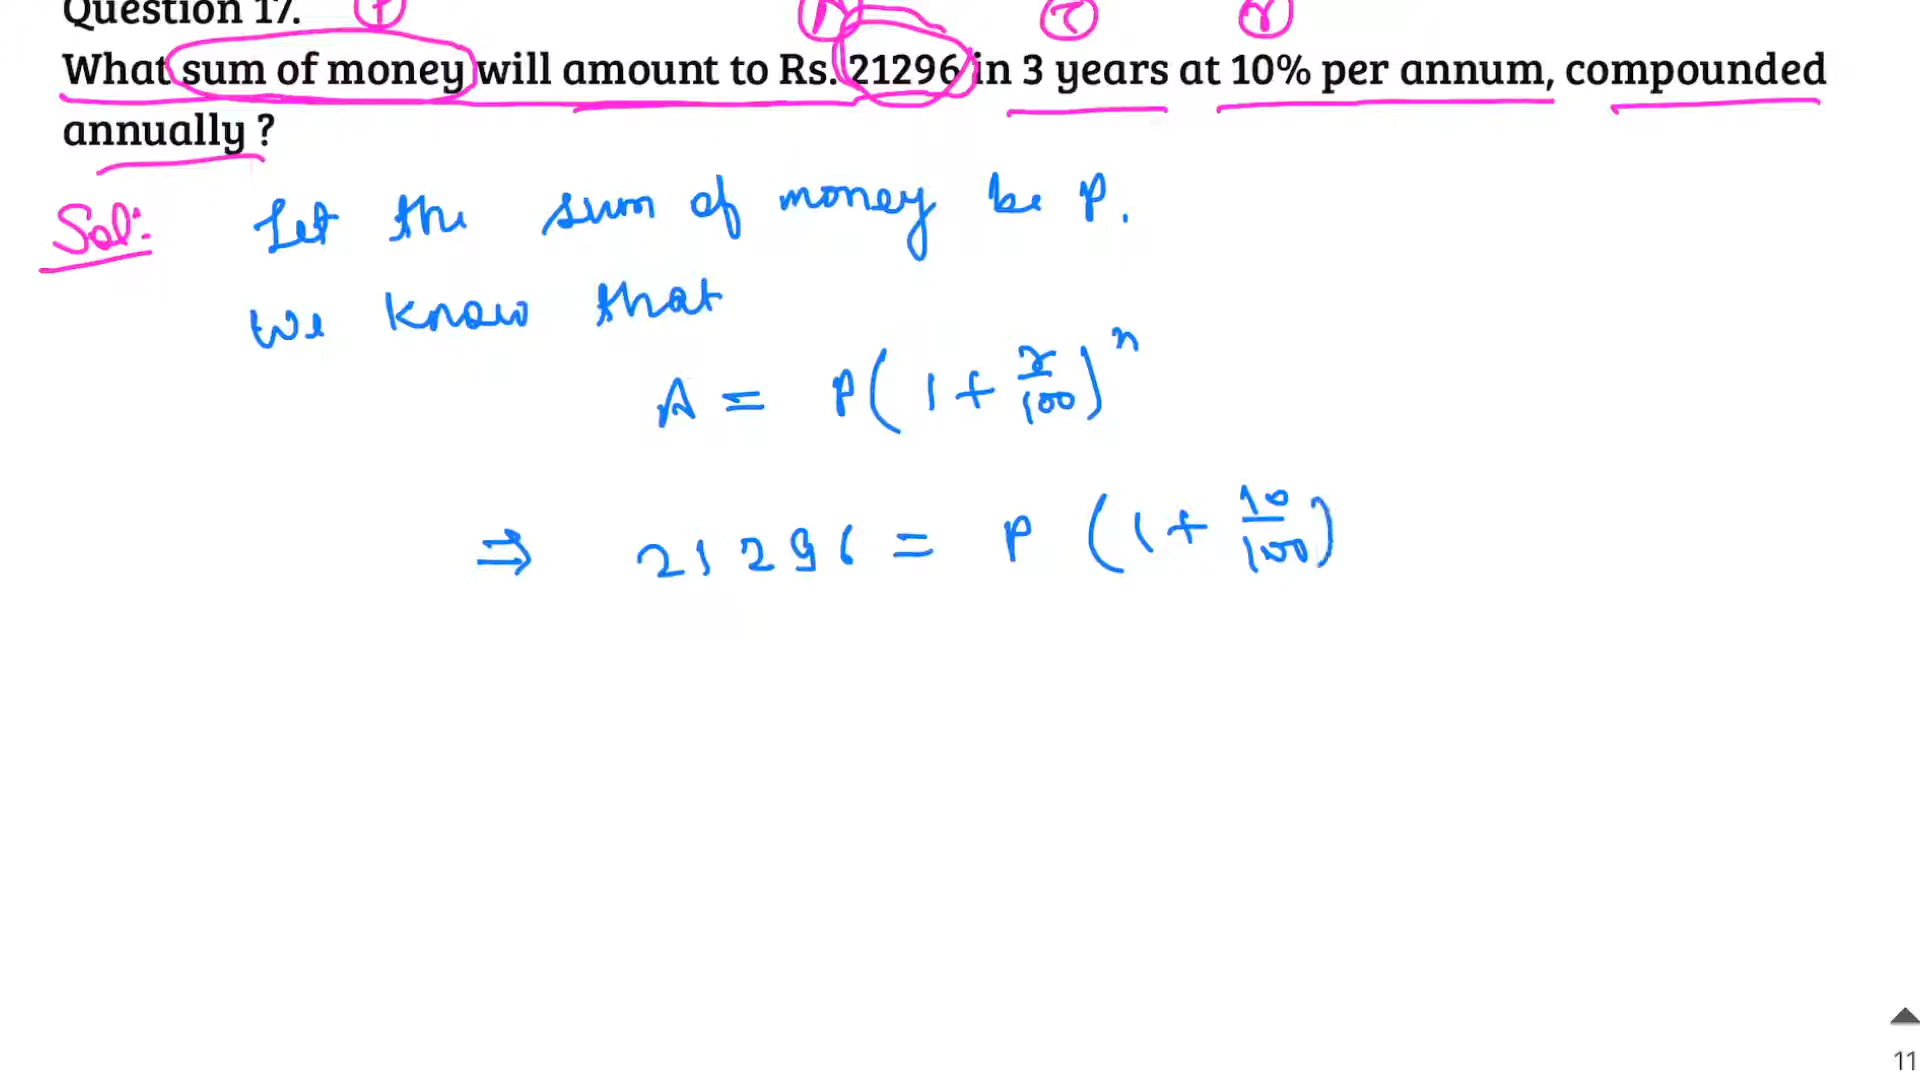 Question 17.
What sum of money will amount to Rs. 21296 in 3 years at 10% per annum, compounded
annually ?
Sol:
Let the sum of money be P.
We know that
A = P(1 + r/100)^n
⇒ 21296 = P (1 + 10/100)
11